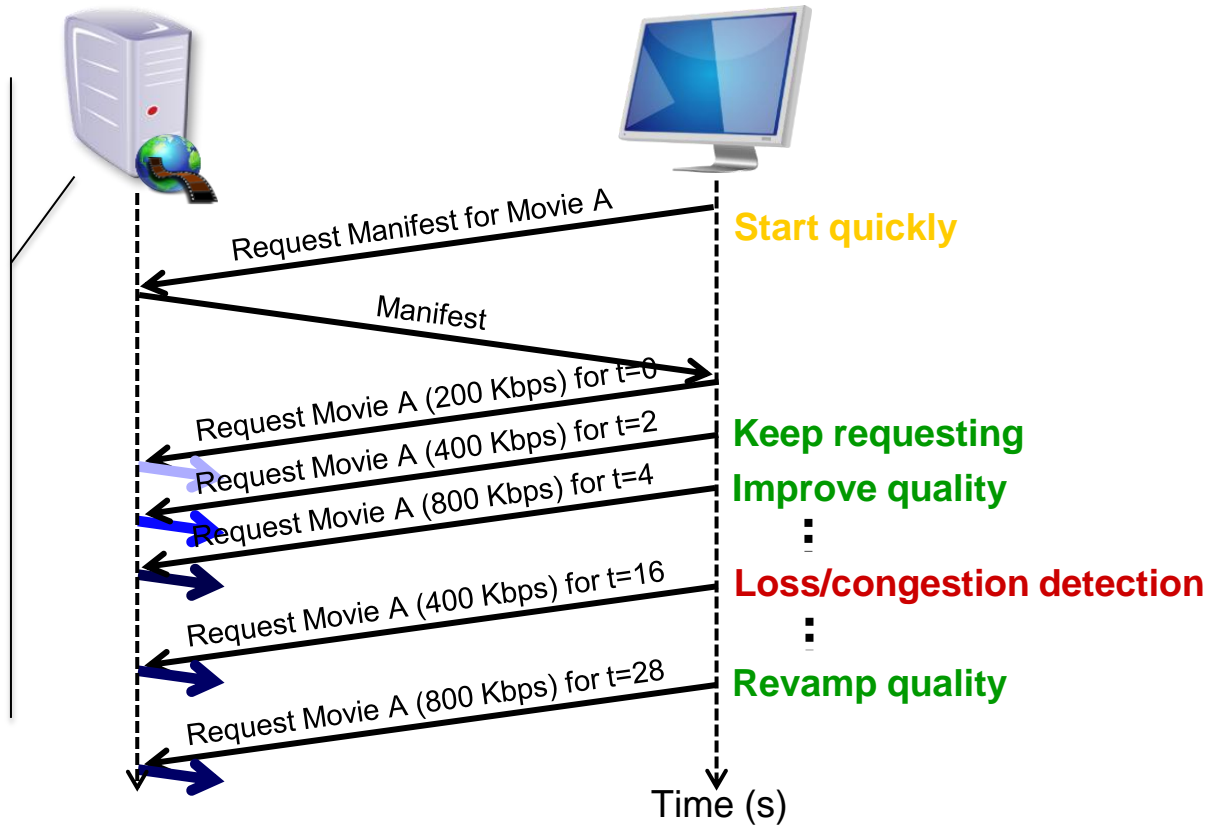 Request Manifest for Movie A
Start quickly
Manifest
Request Movie A (200 Kbps) for t=0
Request Movie A (400 Kbps) for t=2
Keep requesting
Request Movie A (800 Kbps) for t=4
Improve quality
Request Movie A (400 Kbps) for t=16
Loss/congestion detection
Request Movie A (800 Kbps) for t=28
Revamp quality
Time (s)